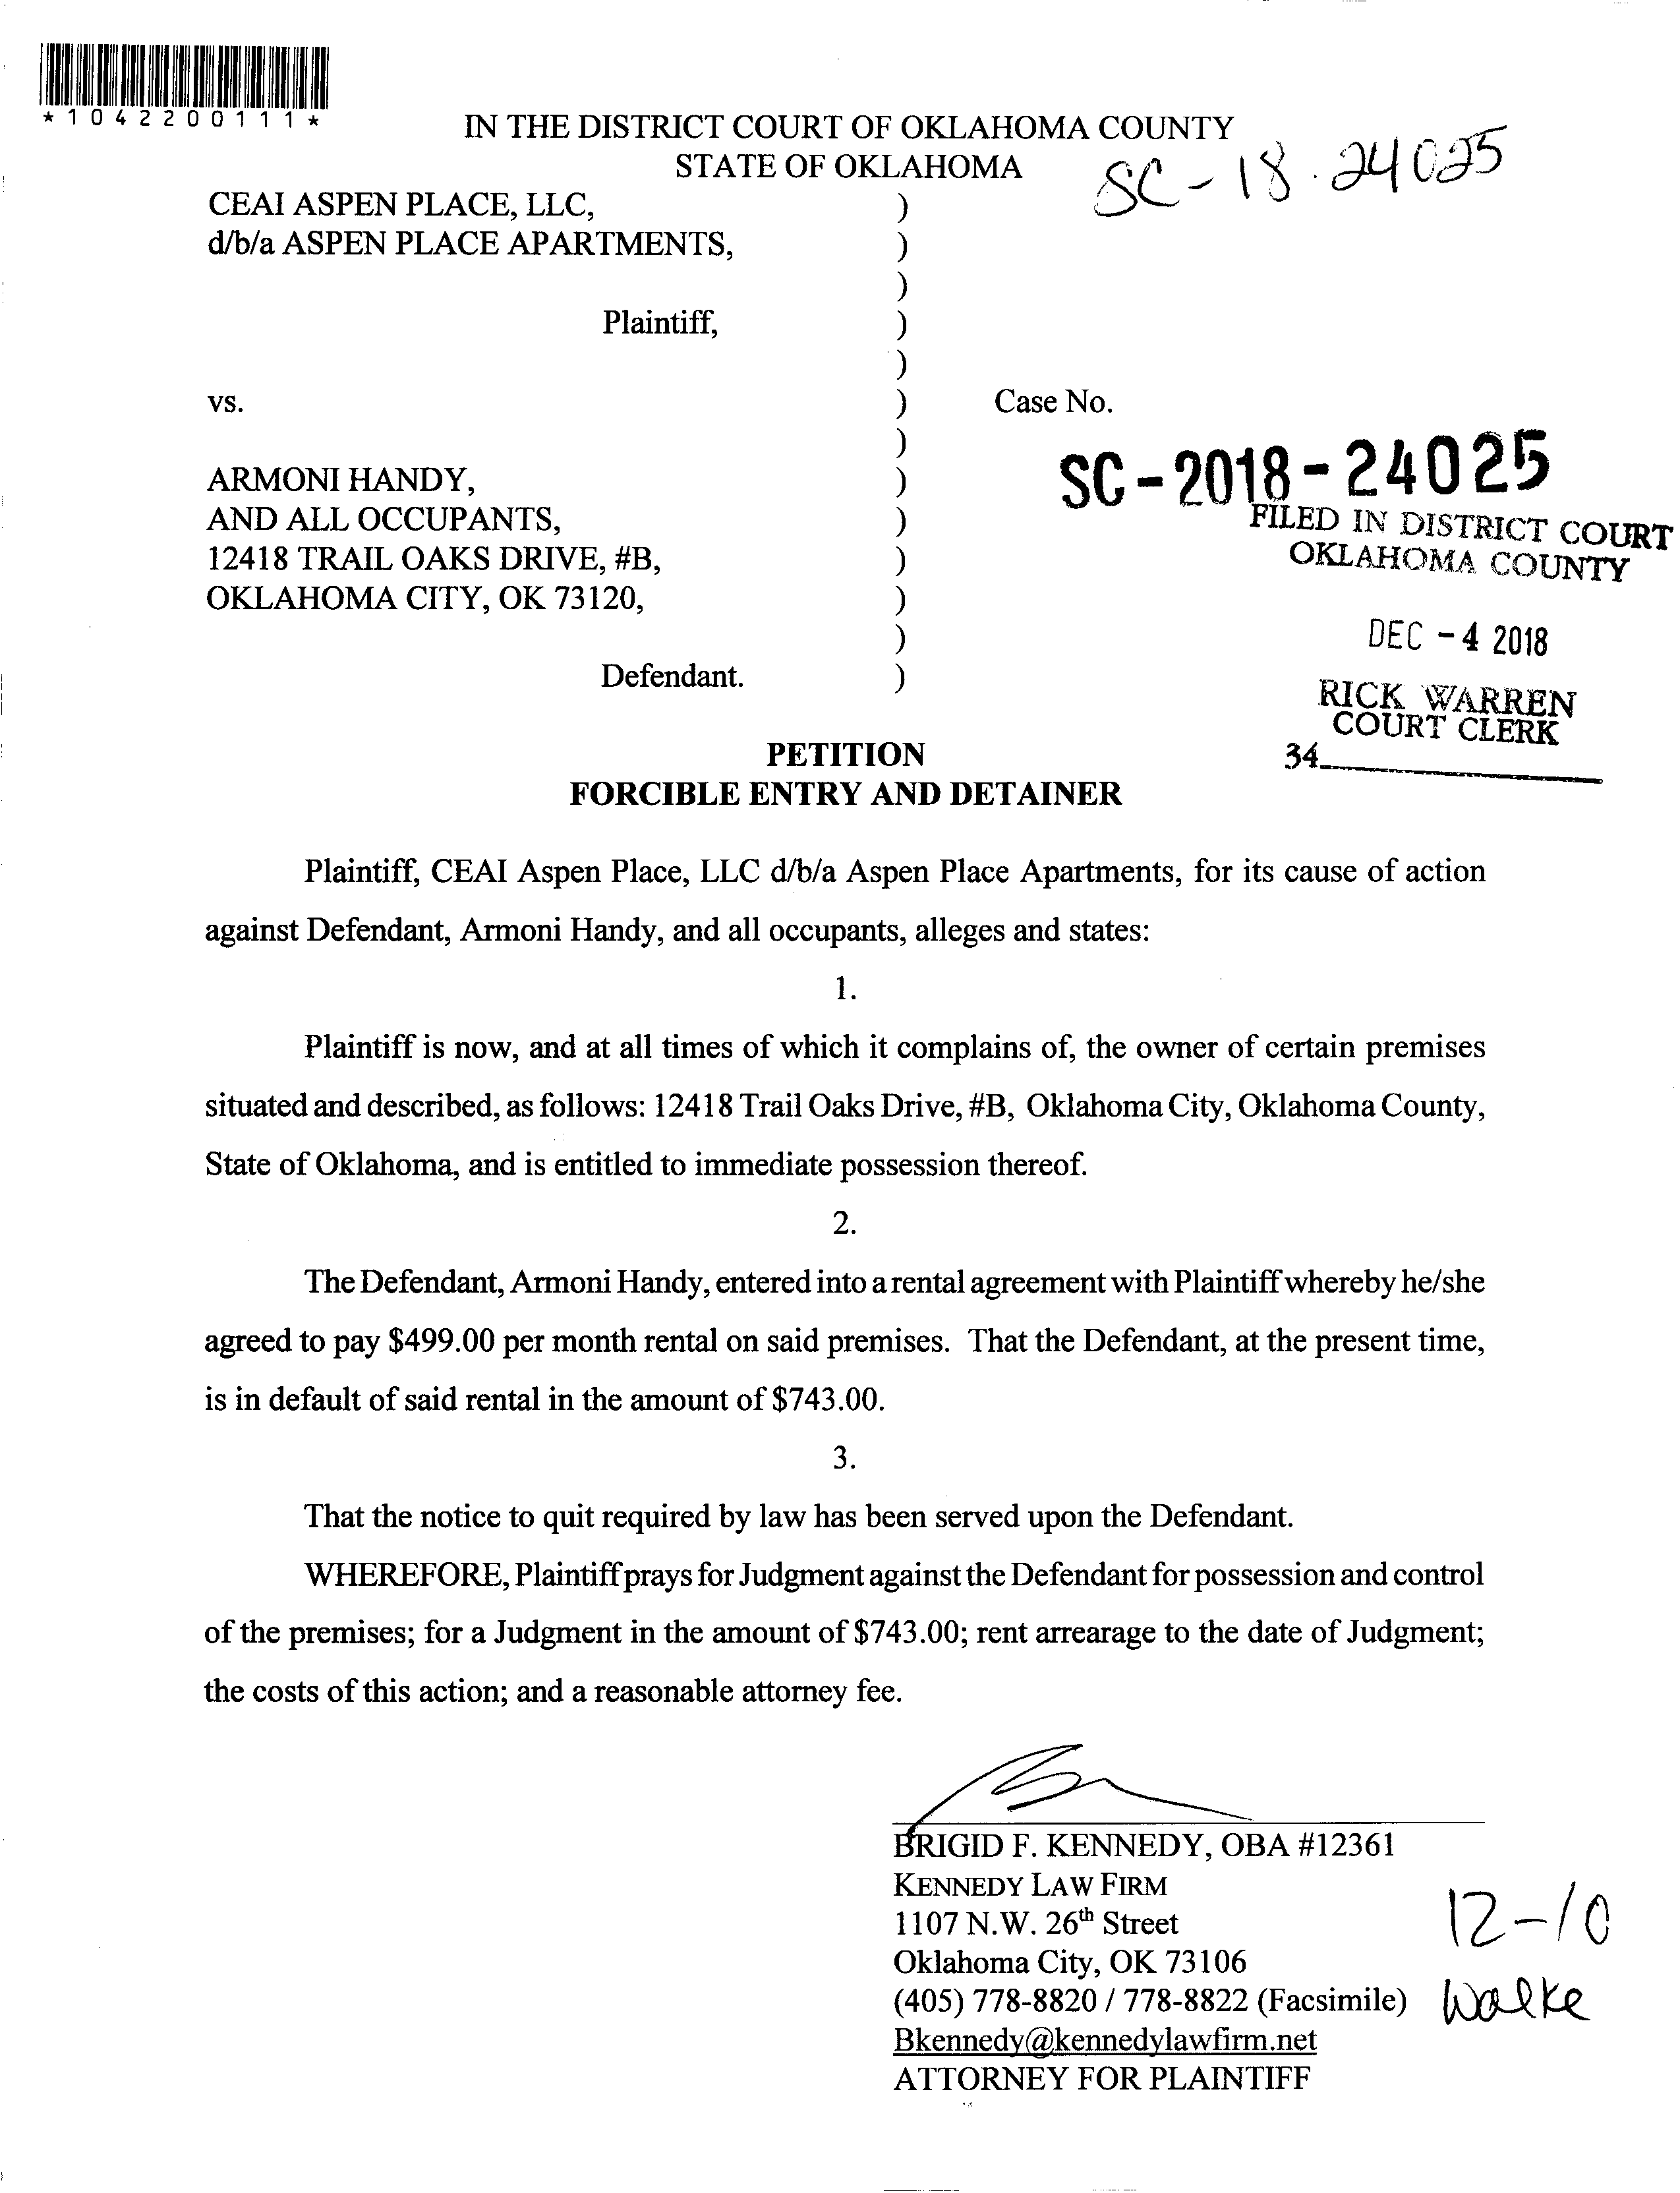 *1042200111*
IN THE DISTRICT COURT OF OKLAHOMA COUNTY
STATE OF OKLAHOMA
SC-18-24025
CEAI ASPEN PLACE, LLC, )
d/b/a ASPEN PLACE APARTMENTS, )
)
Plaintiff, )
)
vs. ) Case No.
)
SC-2018-24025
ARMONI HANDY, )
AND ALL OCCUPANTS, )
12418 TRAIL OAKS DRIVE, #B, )
OKLAHOMA CITY, OK 73120, )
)
Defendant. )
FILED IN DISTRICT COURT
OKLAHOMA COUNTY
DEC -4 2018
RICK WARREN
COURT CLERK
34
PETITION
FORCIBLE ENTRY AND DETAINER
Plaintiff, CEAI Aspen Place, LLC d/b/a Aspen Place Apartments, for its cause of action
against Defendant, Armoni Handy, and all occupants, alleges and states:
1.
Plaintiff is now, and at all times of which it complains of, the owner of certain premises
situated and described, as follows: 12418 Trail Oaks Drive, #B, Oklahoma City, Oklahoma County,
State of Oklahoma, and is entitled to immediate possession thereof.
2.
The Defendant, Armoni Handy, entered into a rental agreement with Plaintiff whereby he/she
agreed to pay $499.00 per month rental on said premises. That the Defendant, at the present time,
is in default of said rental in the amount of $743.00.
3.
That the notice to quit required by law has been served upon the Defendant.
WHEREFORE, Plaintiff prays for Judgment against the Defendant for possession and control
of the premises; for a Judgment in the amount of $743.00; rent arrearage to the date of Judgment;
the costs of this action; and a reasonable attorney fee.
BRIGID F. KENNEDY, OBA #12361
KENNEDY LAW FIRM
1107 N.W. 26th Street
Oklahoma City, OK 73106
(405) 778-8820 / 778-8822 (Facsimile)
Bkennedy@kennedylawfirm.net
ATTORNEY FOR PLAINTIFF
12-10
Walke